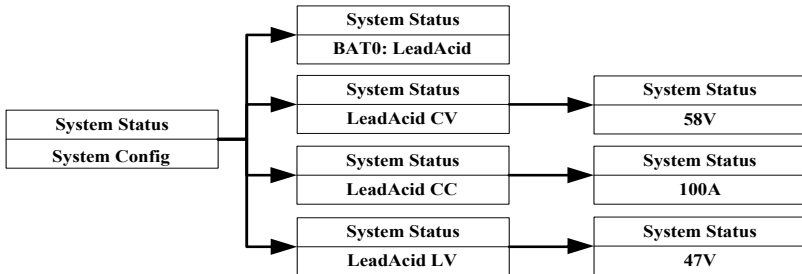 System Status
BAT0: LeadAcid
System Status
LeadAcid CV
System Status
58V
System Status
System Config
System Status
LeadAcid CC
System Status
100A
System Status
LeadAcid LV
System Status
47V